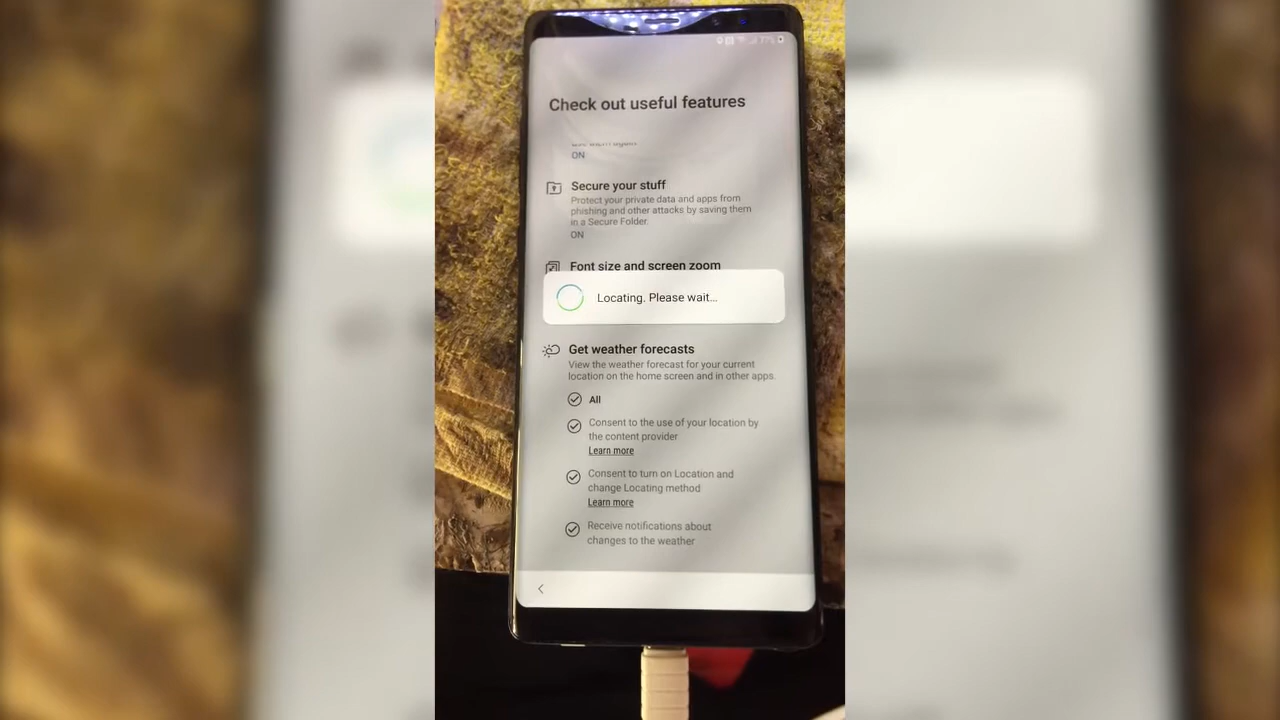 77%
Check out useful features
ON
Secure your stuff
Protect your private data and apps from
phishing and other attacks by saving them
in a Secure Folder.
ON
Font size and screen zoom
Locating. Please wait...
Get weather forecasts
View the weather forecast for your current
location on the home screen and in other apps.
All
Consent to the use of your location by
the content provider
Learn more
Consent to turn on Location and
change Locating method
Learn more
Receive notifications about
changes to the weather